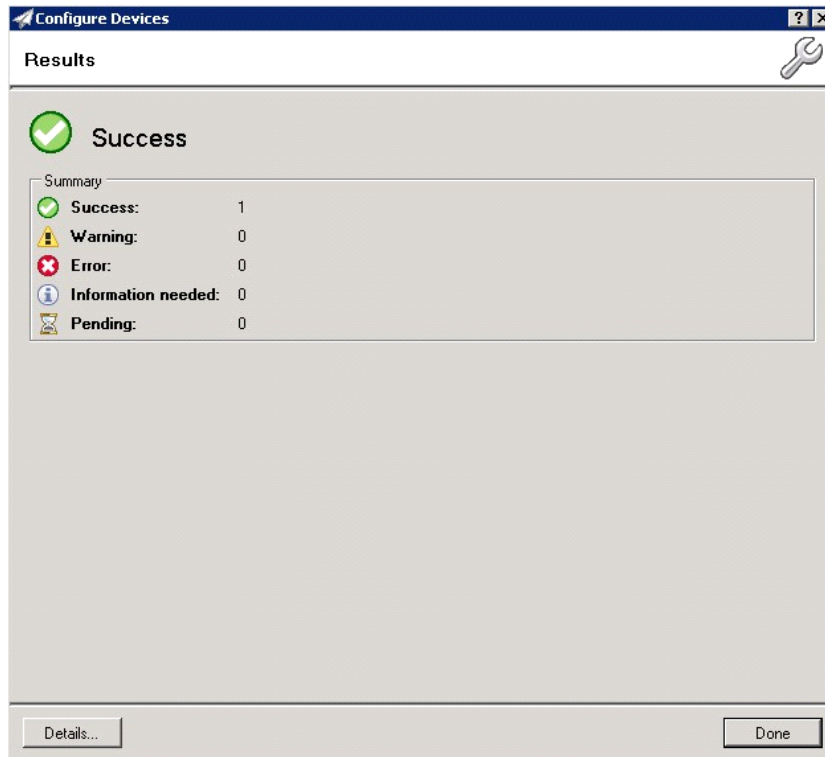 Configure Devices
Results
Success
Summary
Success: 1
Warning: 0
Error: 0
Information needed: 0
Pending: 0
Details...
Done